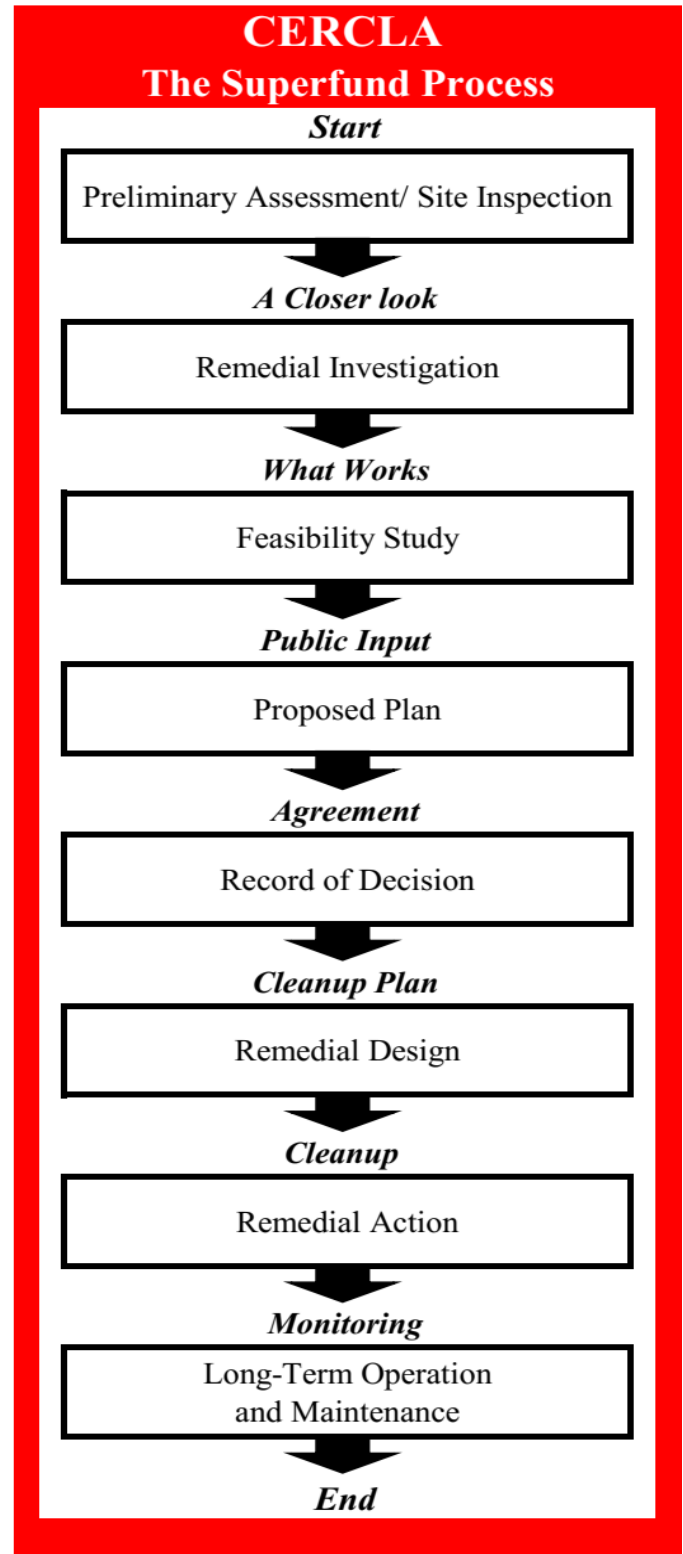 CERCLA
The Superfund Process
Start
Preliminary Assessment/ Site Inspection
A Closer look
Remedial Investigation
What Works
Feasibility Study
Public Input
Proposed Plan
Agreement
Record of Decision
Cleanup Plan
Remedial Design
Cleanup
Remedial Action
Monitoring
Long-Term Operation
and Maintenance
End